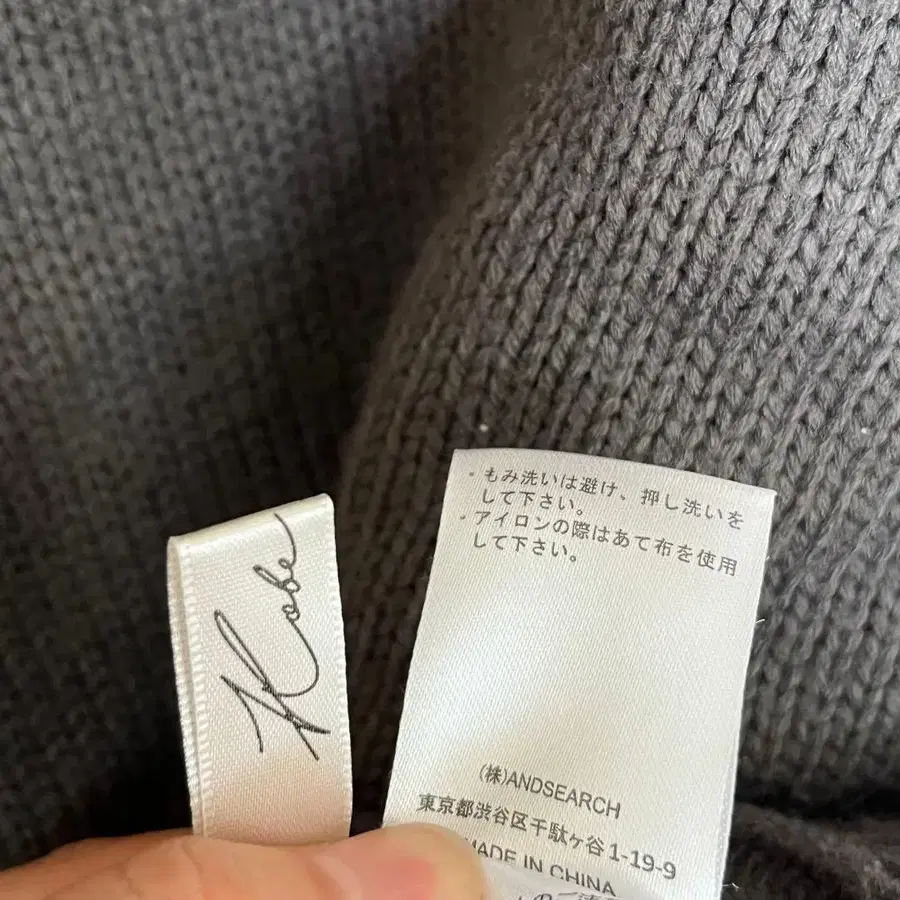 Kobe
・もみ洗いは避け、押し洗いを
して下さい。
・アイロンの際はあて布を使用
して下さい。
(株)ANDSEARCH
東京都渋谷区千駄ヶ谷1-19-9
MADE IN CHINA